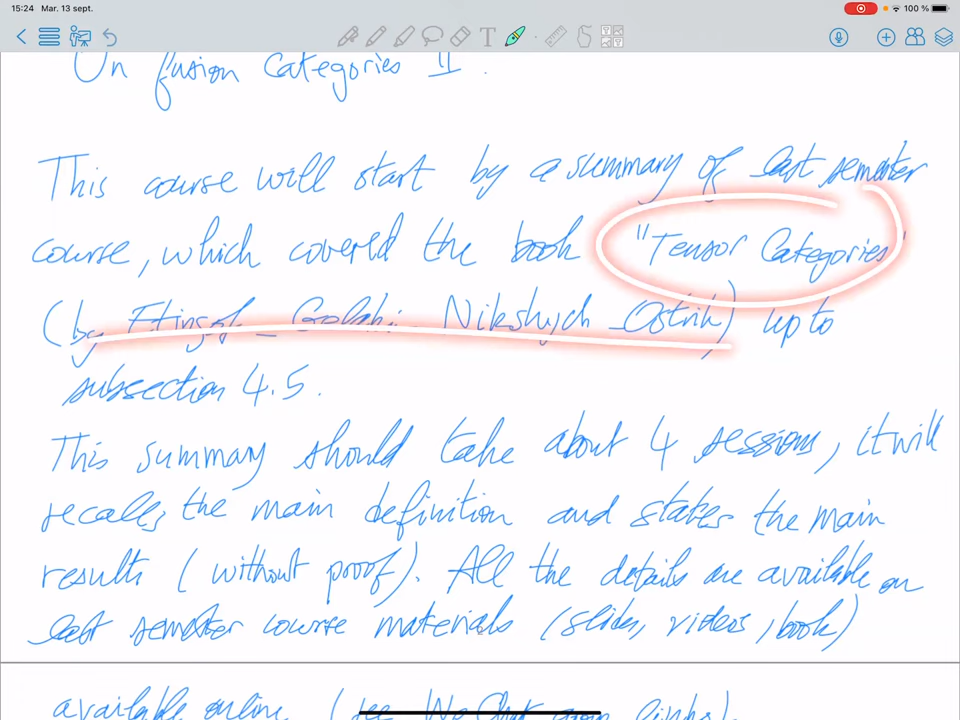 15:24 Mar. 13 sept.
100 %
T
On fusion Categories II.
This course will start by a summary of last semester
course, which covered the book "Tensor Categories"
(by Etingof _ Gelaki _ Nikshych _ Ostrik) up to
subsection 4.5.
This summary should take about 4 sessions, it will
recalls the main definition and states the main
results (without proof). All the details are available on
last semester course materials (slides, videos, book)
available online (see WeChat links).